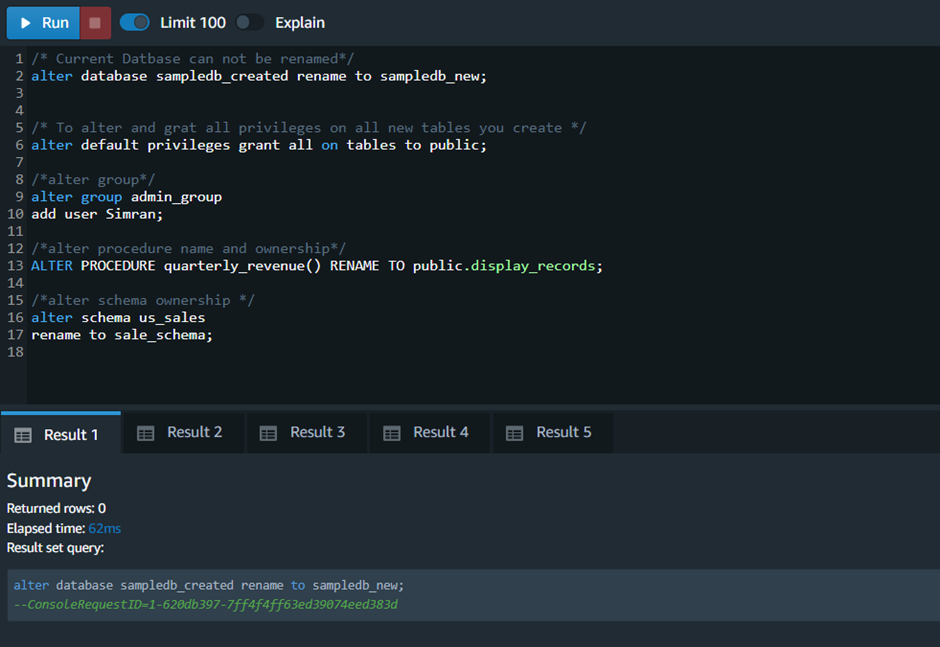 Run Limit 100 Explain
1 /* Current Datbase can not be renamed*/
2 alter database sampledb_created rename to sampledb_new;
3
4
5 /* To alter and grat all privileges on all new tables you create */
6 alter default privileges grant all on tables to public;
7
8 /*alter group*/
9 alter group admin_group
10 add user Simran;
11
12 /*alter procedure name and ownership*/
13 ALTER PROCEDURE quarterly_revenue() RENAME TO public.display_records;
14
15 /*alter schema ownership */
16 alter schema us_sales
17 rename to sale_schema;
18
Result 1 Result 2 Result 3 Result 4 Result 5
Summary
Returned rows: 0
Elapsed time: 62ms
Result set query:
alter database sampledb_created rename to sampledb_new;
--ConsoleRequestID=1-620db397-7ff4f4ff63ed39074eed383d